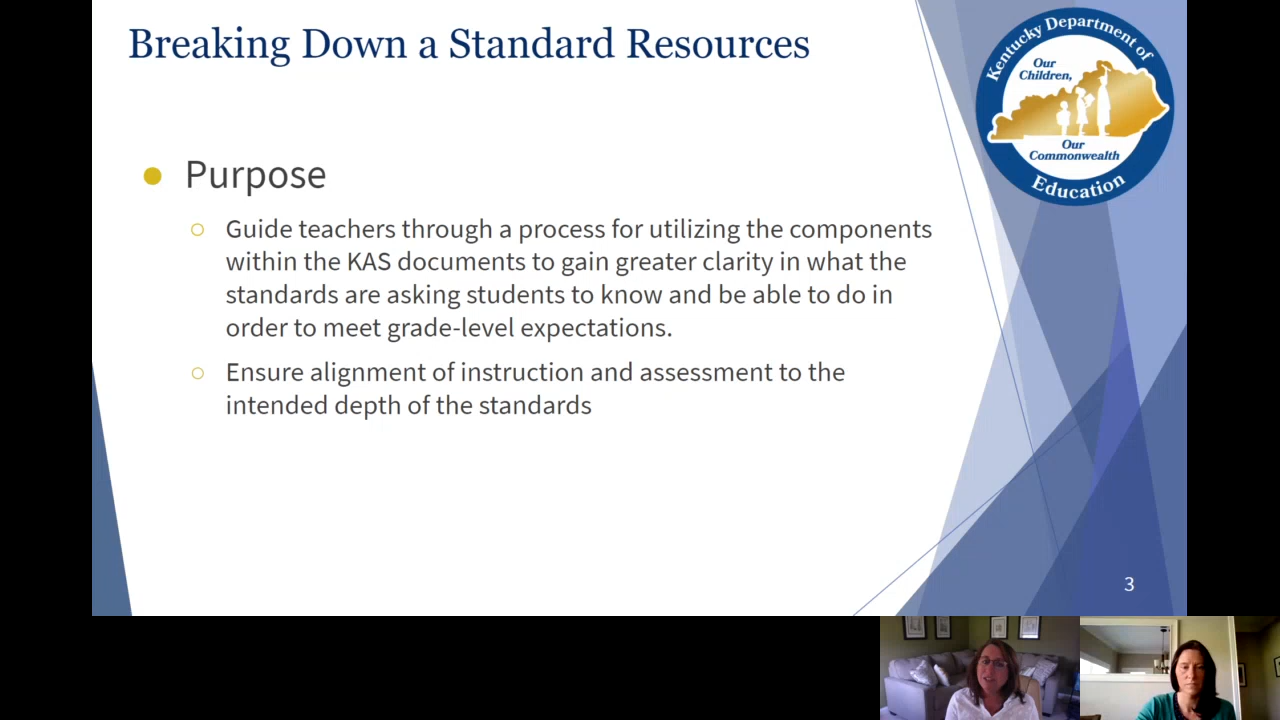 Breaking Down a Standard Resources
Kentucky Department of
Our
Children,
Our
Commonwealth
Education
Purpose
Guide teachers through a process for utilizing the components
within the KAS documents to gain greater clarity in what the
standards are asking students to know and be able to do in
order to meet grade-level expectations.
Ensure alignment of instruction and assessment to the
intended depth of the standards
3